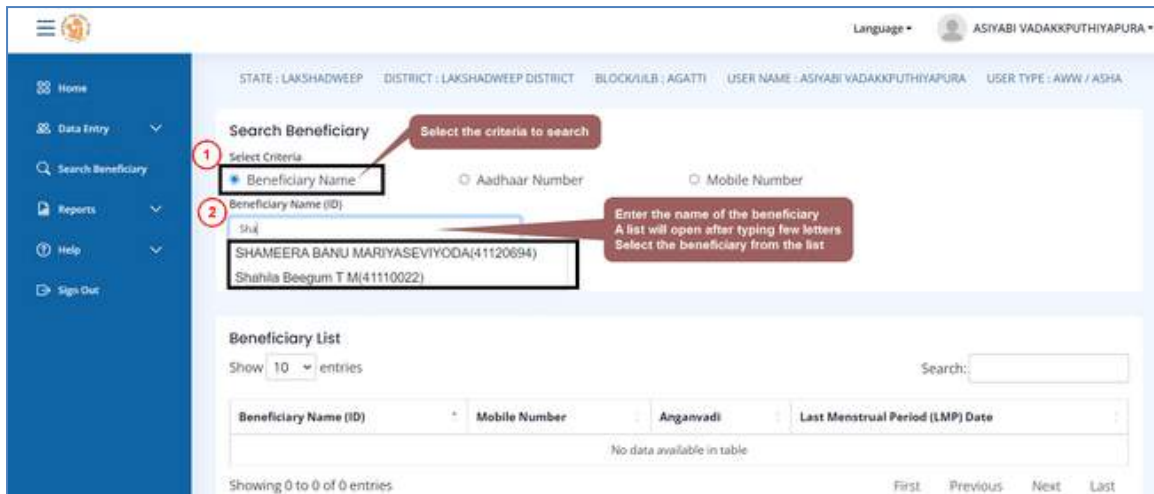 Language
ASIYABI VADAKKPUTHIYAPURA
STATE : LAKSHADWEEP DISTRICT : LAKSHADWEEP DISTRICT BLOCK/ULB : AGATTI USER NAME : ASIYABI VADAKKPUTHIYAPURA USER TYPE : AWW / ASHA
Home
Data Entry
Search Beneficiary
Reports
Help
Sign Out
Search Beneficiary
Select the criteria to search
1
Select Criteria
Beneficiary Name Aadhaar Number Mobile Number
2
Beneficiary Name (ID)
Sha
SHAMEERA BANU MARIYASEVIYODA(41120694)
Shahila Beegum T M(41110022)
Enter the name of the beneficiary
A list will open after typing few letters
Select the beneficiary from the list
Beneficiary List
Show 10 entries
Search:
Beneficiary Name (ID) Mobile Number Anganvadi Last Menstrual Period (LMP) Date
No data available in table
Showing 0 to 0 of 0 entries
First Previous Next Last